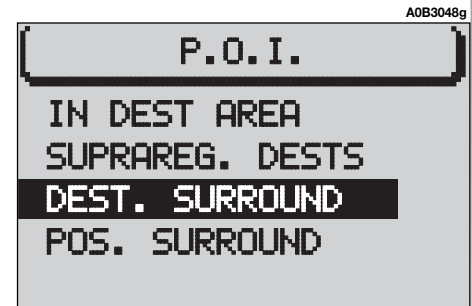 A0B3048g
P.O.I.
IN DEST AREA
SUPRAREG. DESTS
DEST. SURROUND
POS. SURROUND